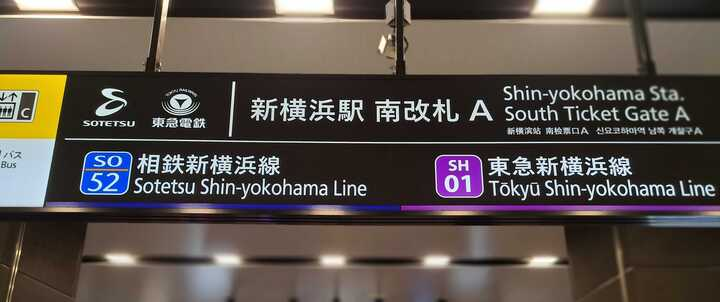 C
バス
Bus
SOTETSU
TOKYU RAILWAYS
東急電鉄
新横浜駅 南改札 A
Shin-yokohama Sta.
South Ticket Gate A
新横滨站 南检票口A 신요코하마역 남쪽 개찰구A
SO
52
相鉄新横浜線
Sotetsu Shin-yokohama Line
SH
01
東急新横浜線
Tōkyū Shin-yokohama Line